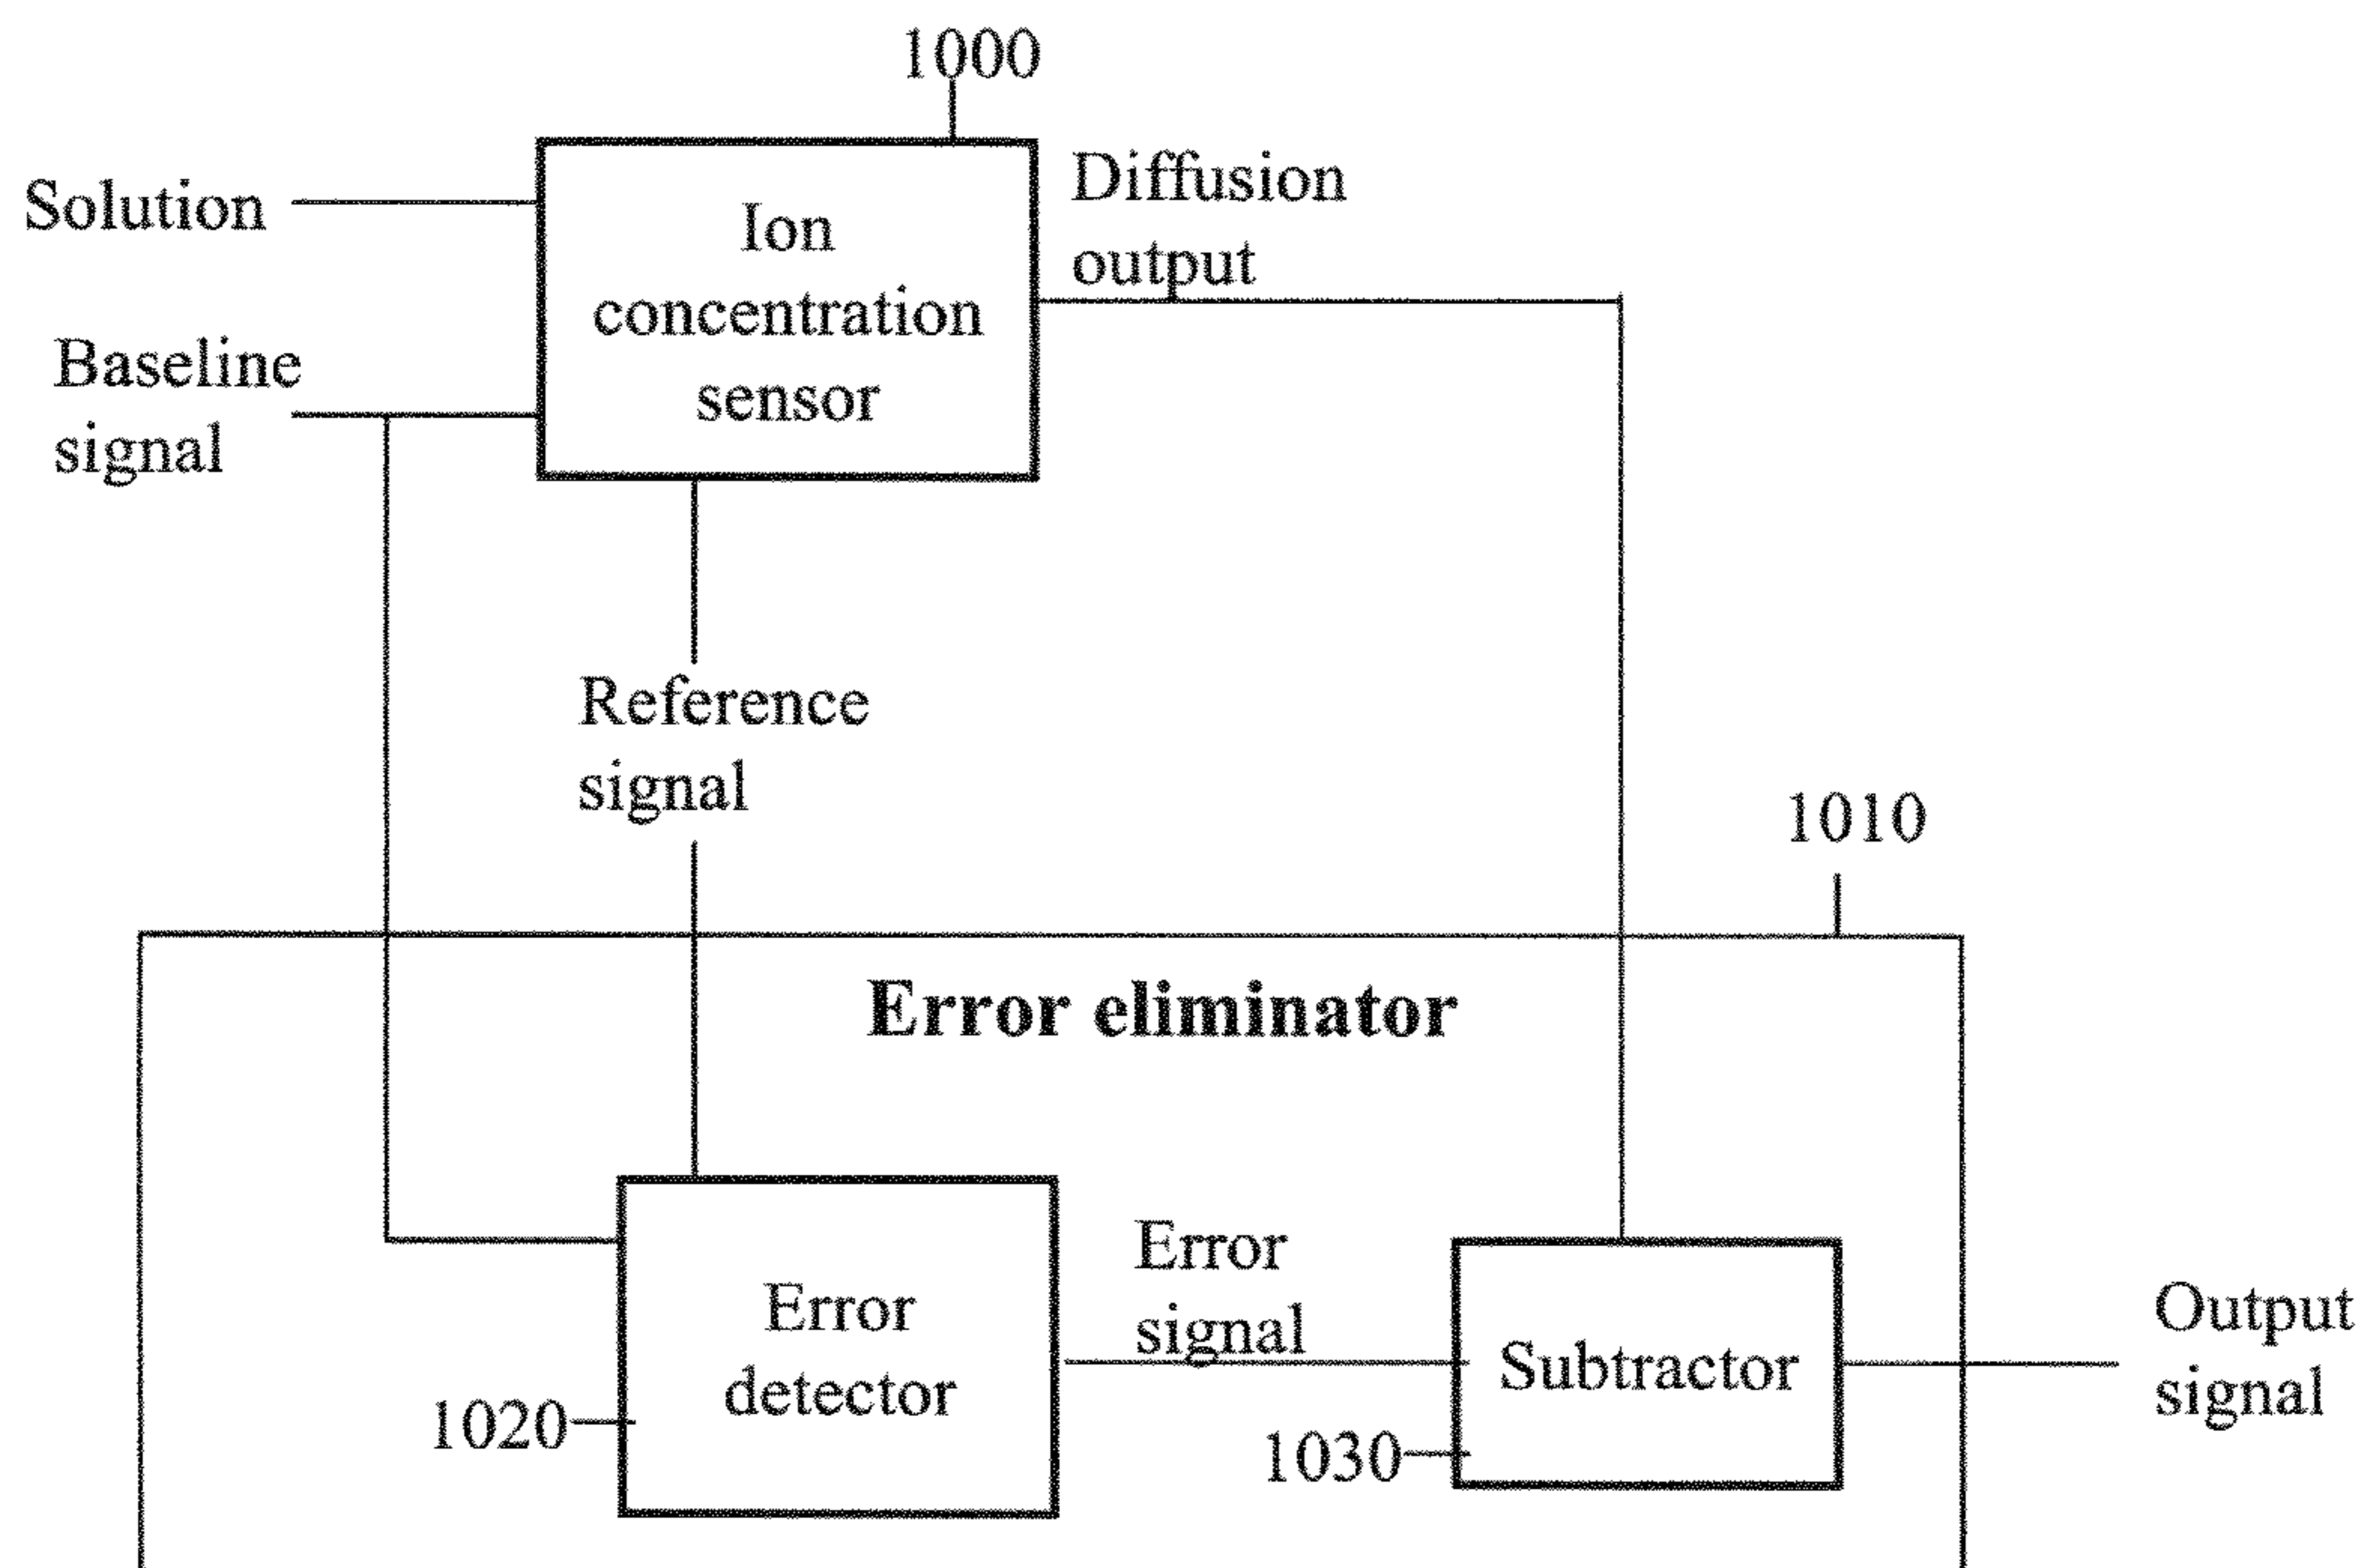 1000
Solution
Ion
concentration
sensor
Diffusion
output
Baseline
signal
Reference
signal
1010
Error eliminator
Error
detector
1020
Error
signal
Subtractor
1030
Output
signal